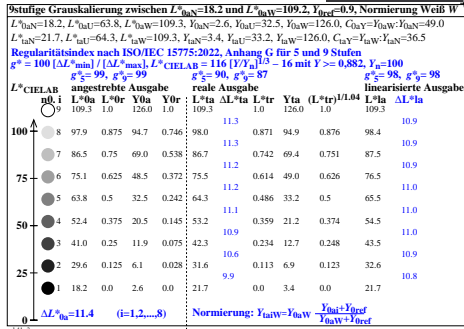 9stufige Graukalierung zwischen L*0aN=18.2 und L*0aW=109.2, Y0ref=0.9, Normierung Weiß W
L*0aN=18.2, L*0aU=63.8, L*0aW=109.3, Y0aN=2.6, Y0aU=32.5, Y0aW=126.0, C0aY=Y0aW:Y0aN=49.0
L*taN=21.7, L*taU=64.3, L*taW=109.3, YtaN=3.4, YtaU=33.2, YtaW=126.0, CtaY=YtaW:YtaN=36.5
Regularitätsindex nach ISO/IEC 15775:2022, Anhang G für 5 und 9 Stufen
g* = 100 [ΔL*min] / [ΔL*max], L*CIELAB = 116 [Y/Yn]1/3 – 16 mit Y >= 0,882, Yn=100
g*5= 99, g*9= 99 g*5= 90, g*9= 87 g*5= 98, g*9= 98
L*CIELAB angestrebte Ausgabe reale Ausgabe linearisierte Ausgabe
n0. i L*0a L*0r Y0a Y0r L*ta ΔL*ta L*tr Yta (L*tr)1/1.04 L*la ΔL*la
9 109.3 1.0 126.0 1.0 109.3 1.0 126.0 1.0 109.3
11.3 10.9
100 8 97.9 0.875 94.7 0.746 98.0 0.871 94.9 0.876 98.4
11.3 10.9
7 86.5 0.75 69.0 0.538 86.7 0.742 69.4 0.751 87.5
11.2 10.9
75 6 75.1 0.625 48.5 0.372 75.5 0.614 49.0 0.626 76.5
11.2 11.0
5 63.8 0.5 32.5 0.242 64.3 0.486 33.2 0.5 65.5
11.1 11.0
50 4 52.4 0.375 20.5 0.145 53.2 0.359 21.2 0.374 54.5
10.9 11.0
3 41.0 0.25 11.9 0.075 42.3 0.234 12.7 0.248 43.5
10.6 10.9
25 2 29.6 0.125 6.1 0.028 31.6 0.113 6.9 0.123 32.6
9.9 10.8
1 18.2 0.0 2.6 0.0 21.7 0.0 3.4 0.0 21.7
0 ΔL*0a=11.4 (i=1,2,...,8) Normierung: YtaiW=Y0aW Y0ai+Y0ref
Y0aW+Y0ref